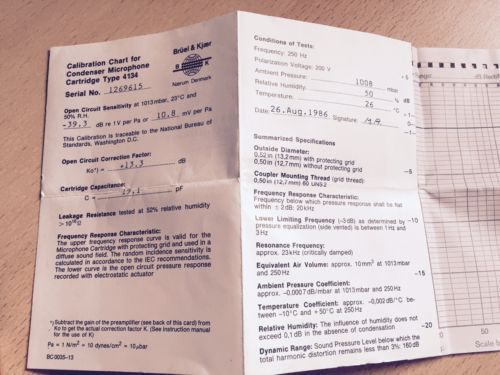 Calibration Chart for
Condenser Microphone
Cartridge Type 4134
Brüel & Kjær
B K
Nærum Denmark
Serial No. 1269615
Open Circuit Sensitivity at 1013 mbar, 23°C and
50% R.H.
-39,3 dB re 1 V per Pa or 10,8 mV per Pa
This Calibration is traceable to the National Bureau of
Standards, Washington D.C.
Open Circuit Correction Factor:
Ko*) = +13.3 dB
Cartridge Capacitance:
C = pF
Leakage Resistance tested at 52% relative humidity
Frequency Response Characteristic:
The upper frequency response curve is valid for the
Microphone Cartridge with protecting grid and used in a
diffuse sound field. The random incidence sensitivity is
calculated in accordance to the IEC recommendations.
The lower curve is the open circuit pressure response
recorded with electrostatic actuator
*) Subtract the gain of the preamplifier (see back of this card) from
Ko to get the actual correction factor K. (See instruction manual
for the use of K)
Pa = 1 N/m² = 10 dynes/cm² = 10 μbar
BC 0035-13
Conditions of Tests:
Frequency: 250 Hz
Polarization Voltage: 200 V
Ambient Pressure: 1008 mbar
Relative Humidity: 50 %
Temperature: 26 °C
Date: 26.Aug.1986 Signature:
Summarized Specifications
Outside Diameter:
0,52 in (13,2 mm) with protecting grid
0,50 in (12,7 mm) without protecting grid
Coupler Mounting Thread (grid thread):
0,50 in (12,7 mm) 60 UNS2
Frequency Response Characteristic:
Frequency below which pressure response shall be flat
within ± 2 dB: 20 kHz
Lower Limiting Frequency (-3 dB) as determined by
pressure equalization (side vented) is between 1 Hz and
3 Hz
Resonance Frequency:
approx. 23 kHz (critically damped)
Equivalent Air Volume: approx. 10 mm³ at 1013 mbar
and 250 Hz
Ambient Pressure Coefficient:
approx. -0,0007 dB/mbar at 1013 mbar and 250 Hz
Temperature Coefficient: approx. -0,002 dB/°C be-
tween -10°C and +50°C at 250 Hz
Relative Humidity: The influence of humidity does not
exceed 0,1 dB in the absence of condensation
Dynamic Range: Sound Pressure Level below which the
total harmonic distortion remains less than 3%: 160 dB
+5
dB
0
-5
-10
-15
-20
dB
10
50
Scale